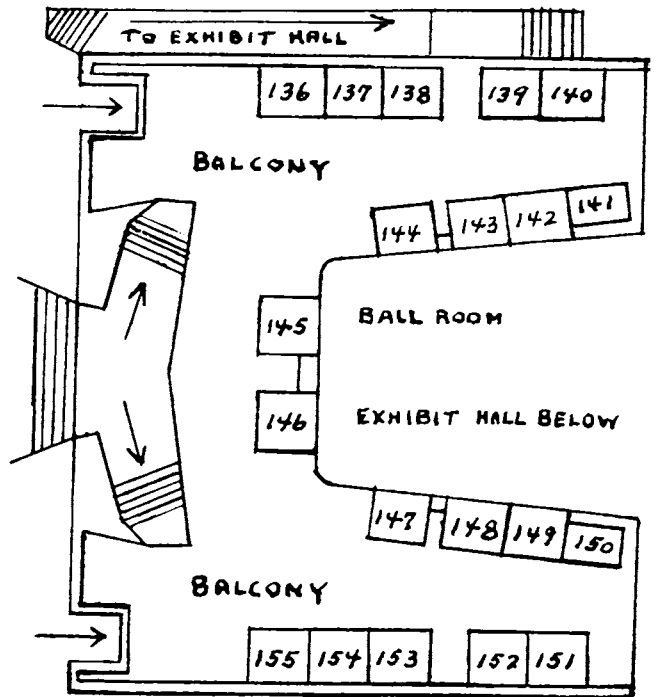 TO EXHIBIT HALL
136 137 138 139 140
BALCONY
144 143 142 141
145
BALL ROOM
146
EXHIBIT HALL BELOW
147 148 149 150
BALCONY
155 154 153 152 151